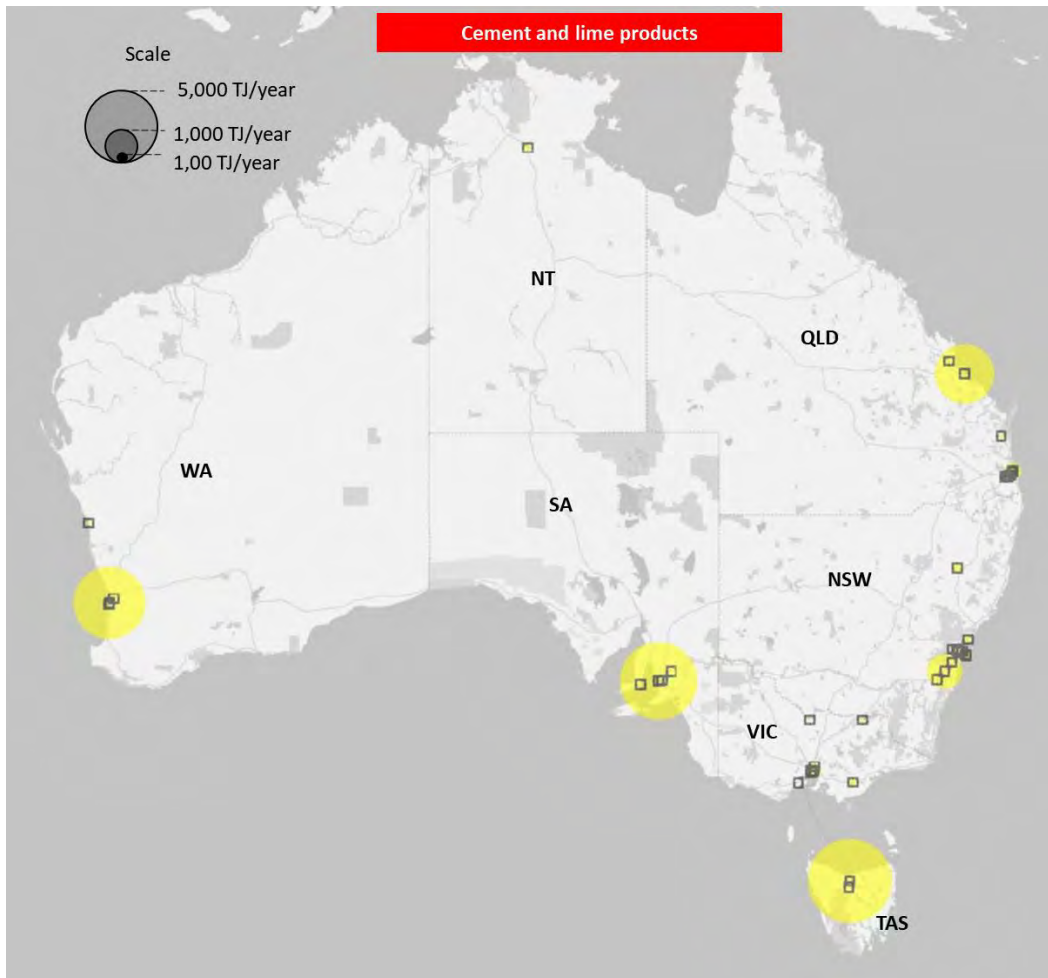 Cement and lime products
Scale
5,000 TJ/year
1,000 TJ/year
1,00 TJ/year
NT
QLD
WA
SA
NSW
VIC
TAS